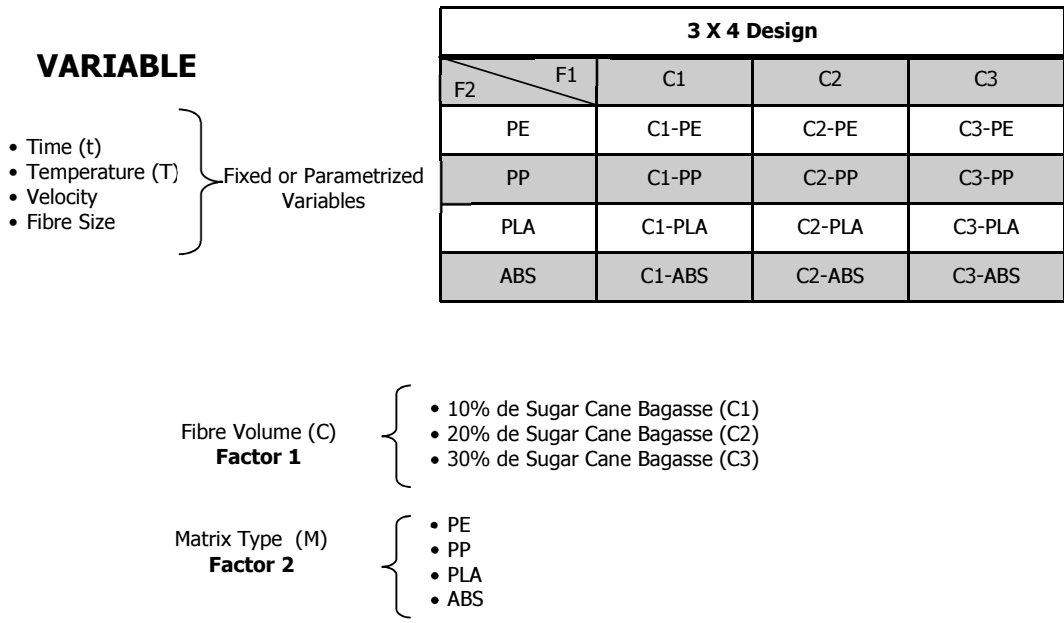 VARIABLE
• Time (t)
• Temperature (T)
• Velocity
• Fibre Size
Fixed or Parametrized
Variables
3 X 4 Design
F2 F1 C1 C2 C3
PE C1-PE C2-PE C3-PE
PP C1-PP C2-PP C3-PP
PLA C1-PLA C2-PLA C3-PLA
ABS C1-ABS C2-ABS C3-ABS
Fibre Volume (C)
Factor 1
• 10% de Sugar Cane Bagasse (C1)
• 20% de Sugar Cane Bagasse (C2)
• 30% de Sugar Cane Bagasse (C3)
Matrix Type (M)
Factor 2
• PE
• PP
• PLA
• ABS